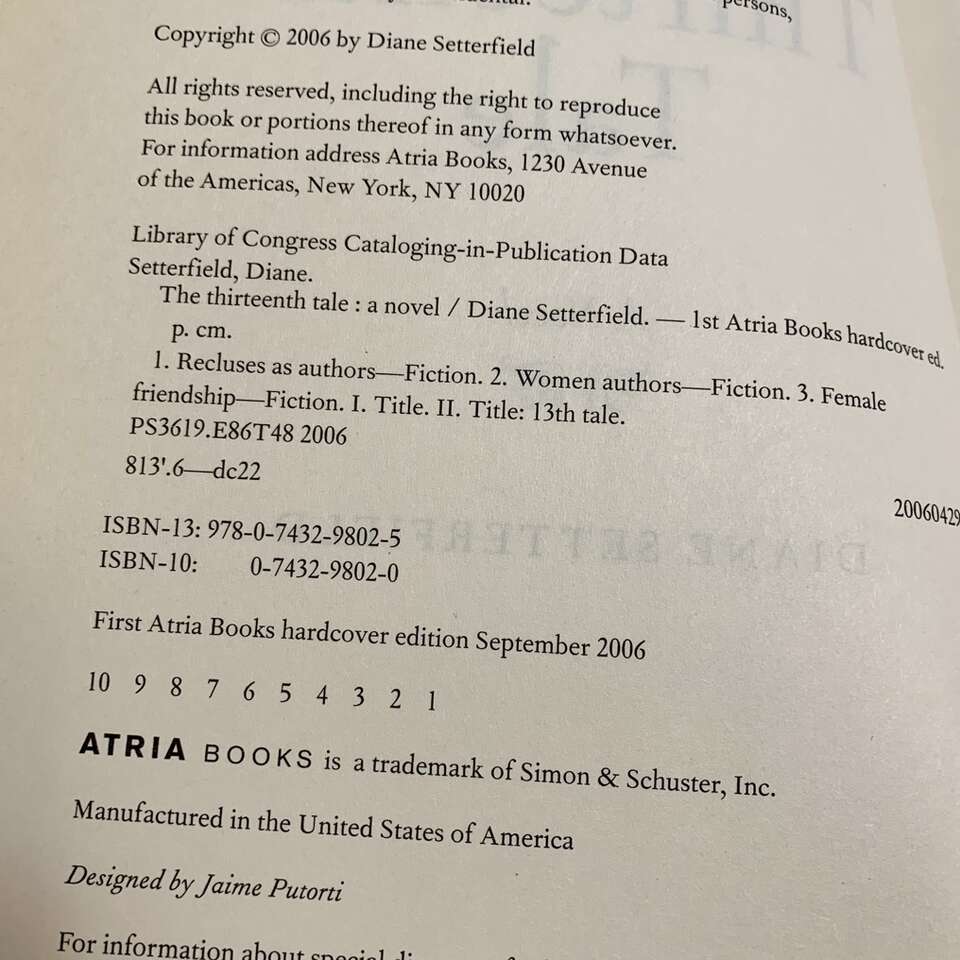 persons,
Copyright © 2006 by Diane Setterfield
All rights reserved, including the right to reproduce
this book or portions thereof in any form whatsoever.
For information address Atria Books, 1230 Avenue
of the Americas, New York, NY 10020
Library of Congress Cataloging-in-Publication Data
Setterfield, Diane.
The thirteenth tale : a novel / Diane Setterfield. — 1st Atria Books hardcover ed.
p. cm.
1. Recluses as authors—Fiction. 2. Women authors—Fiction. 3. Female
friendship—Fiction. I. Title. II. Title: 13th tale.
PS3619.E86T48 2006
813'.6—dc22
20060429
ISBN-13: 978-0-7432-9802-5
ISBN-10: 0-7432-9802-0
First Atria Books hardcover edition September 2006
10 9 8 7 6 5 4 3 2 1
ATRIA BOOKS is a trademark of Simon & Schuster, Inc.
Manufactured in the United States of America
Designed by Jaime Putorti
For information about special